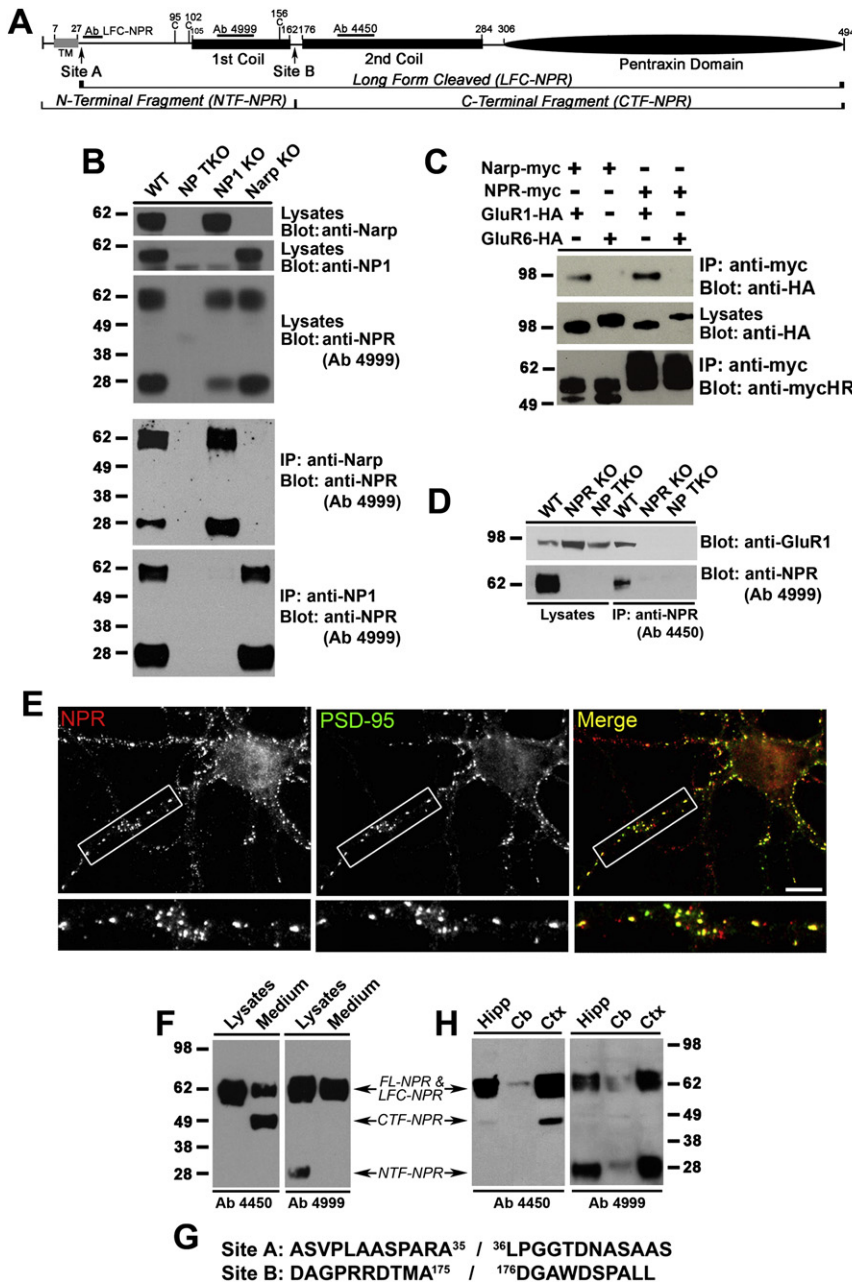 A
7 27 Ab LFC-NPR 95 C 102 C 105 Ab 4999 156 C 162 176 Ab 4450 284 306 494
TM
Site A
1st Coil
Site B
2nd Coil
Pentraxin Domain
Long Form Cleaved (LFC-NPR)
N-Terminal Fragment (NTF-NPR)
C-Terminal Fragment (CTF-NPR)
B
WT NP TKO NP1 KO Narp KO
62
Lysates
Blot: anti-Narp
62
Lysates
Blot: anti-NP1
62
49
38
28
Lysates
Blot: anti-NPR
(Ab 4999)
62
49
38
28
IP: anti-Narp
Blot: anti-NPR
(Ab 4999)
62
49
38
28
IP: anti-NP1
Blot: anti-NPR
(Ab 4999)
C
Narp-myc + + - -
NPR-myc - - + +
GluR1-HA + - + -
GluR6-HA - + - +
98
IP: anti-myc
Blot: anti-HA
98
Lysates
Blot: anti-HA
62
49
IP: anti-myc
Blot: anti-mycHR
D
WT NPR KO NP TKO WT NPR KO NP TKO
98
Blot: anti-GluR1
62
Blot: anti-NPR
(Ab 4999)
Lysates
IP: anti-NPR
(Ab 4450)
E
NPR
PSD-95
Merge
F
Lysates Medium Lysates Medium
98
62
49
38
28
FL-NPR &
LFC-NPR
CTF-NPR
NTF-NPR
Ab 4450
Ab 4999
H
Hipp Cb Ctx Hipp Cb Ctx
98
62
49
38
28
Ab 4450
Ab 4999
G
Site A: ASVPLAASPARA35 / 36LPGGTDNASAAS
Site B: DAGPRRDTMA175 / 176DGAWDSPALL